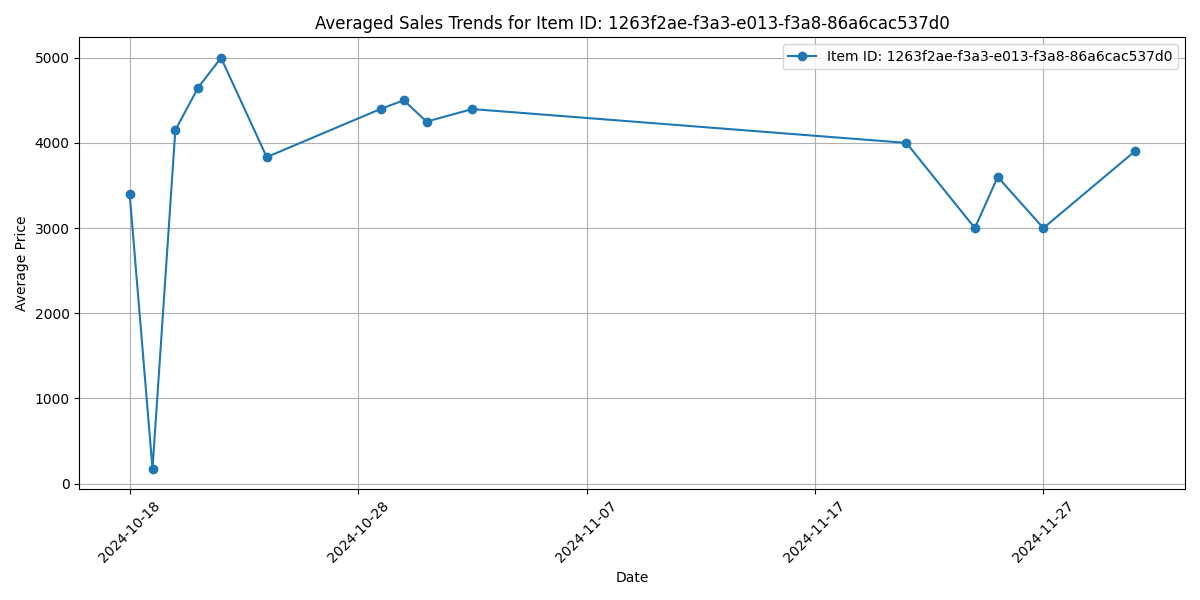 Averaged Sales Trends for Item ID: 1263f2ae-f3a3-e013-f3a8-86a6cac537d0
Item ID: 1263f2ae-f3a3-e013-f3a8-86a6cac537d0
Average Price
5000
4000
3000
2000
1000
0
2024-10-18
2024-10-28
2024-11-07
2024-11-17
2024-11-27
Date